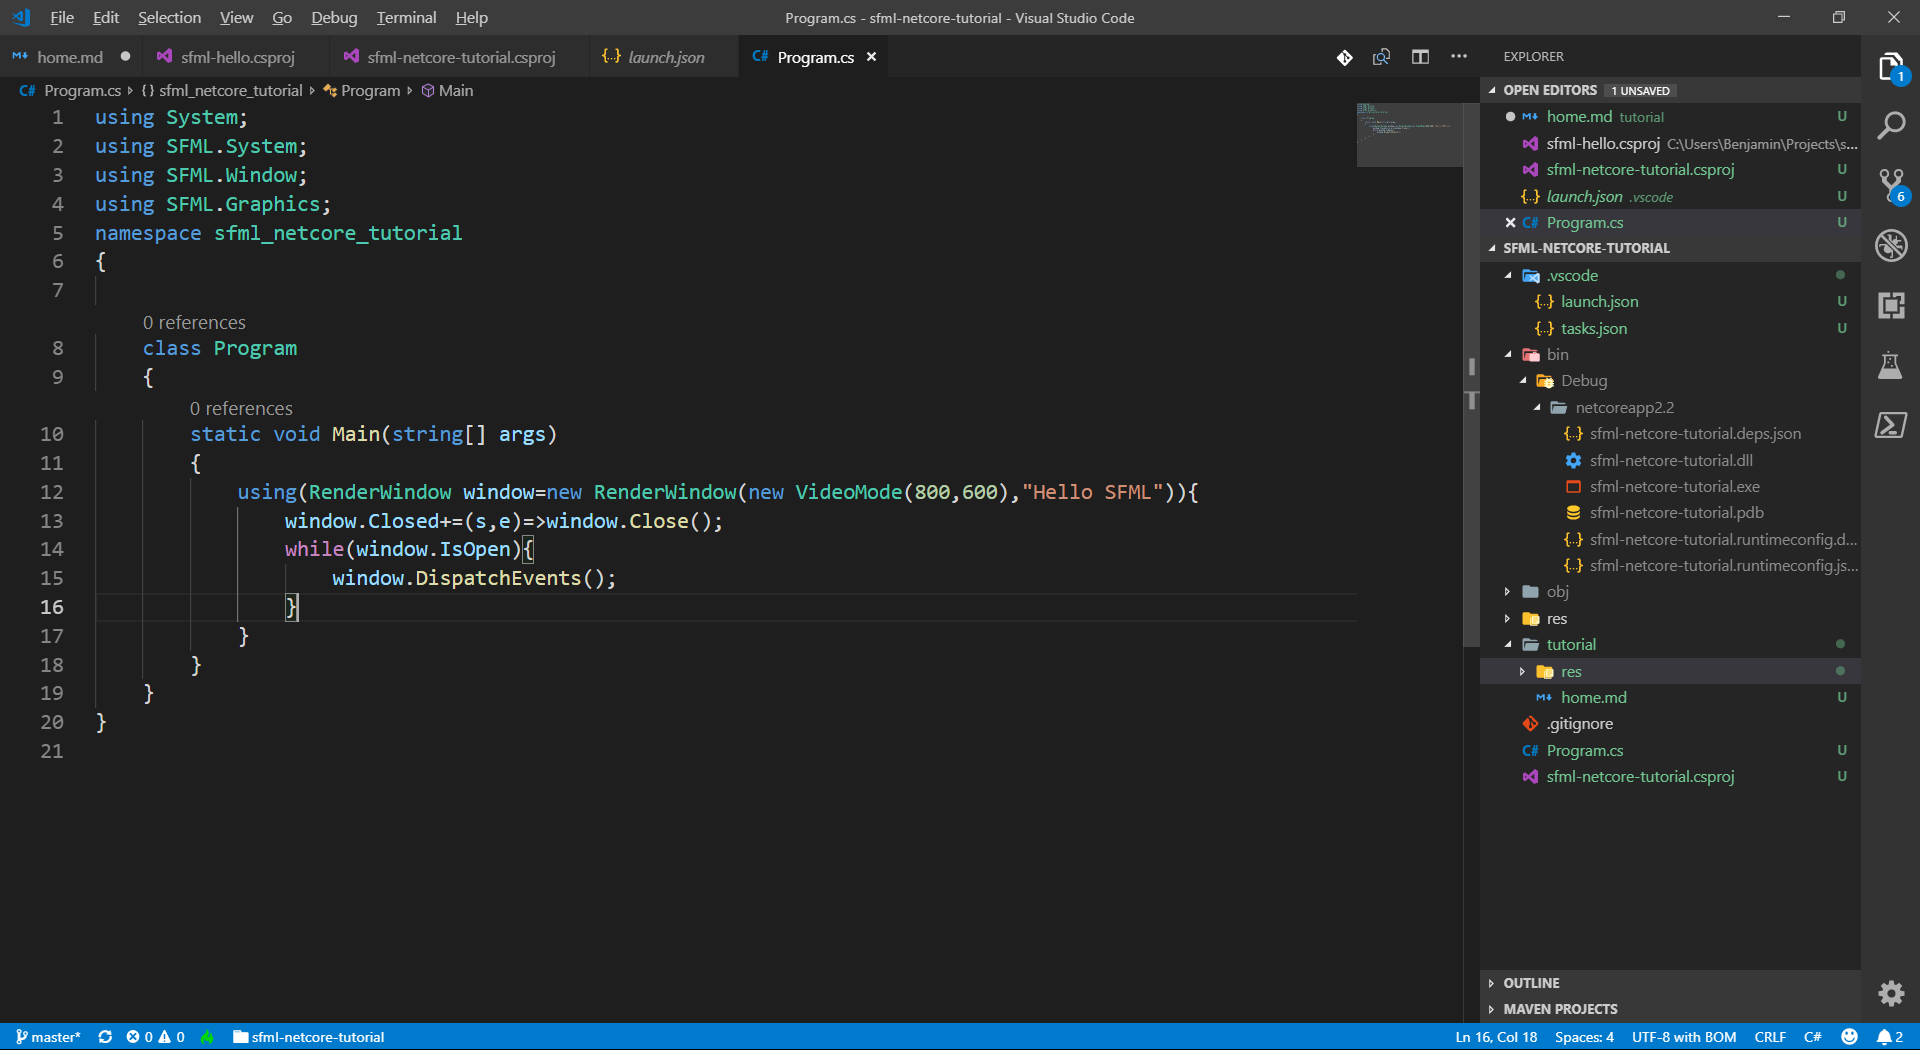 File Edit Selection View Go Debug Terminal Help
Program.cs - sfml-netcore-tutorial - Visual Studio Code
home.md
sfml-hello.csproj
sfml-netcore-tutorial.csproj
launch.json
C# Program.cs
C# Program.cs › {} sfml_netcore_tutorial › Program › Main
1 using System;
2 using SFML.System;
3 using SFML.Window;
4 using SFML.Graphics;
5 namespace sfml_netcore_tutorial
6 {
7
0 references
8 class Program
9 {
0 references
10 static void Main(string[] args)
11 {
12 using(RenderWindow window=new RenderWindow(new VideoMode(800,600),"Hello SFML")){
13 window.Closed+=(s,e)=>window.Close();
14 while(window.IsOpen){
15 window.DispatchEvents();
16 }
17 }
18 }
19 }
20 }
21
EXPLORER
OPEN EDITORS 1 UNSAVED
home.md tutorial U
sfml-hello.csproj C:\Users\Benjamin\Projects\s...
sfml-netcore-tutorial.csproj U
{..} launch.json .vscode U
C# Program.cs U
SFML-NETCORE-TUTORIAL
.vscode
{..} launch.json U
{..} tasks.json U
bin
Debug
netcoreapp2.2
{..} sfml-netcore-tutorial.deps.json
sfml-netcore-tutorial.dll
sfml-netcore-tutorial.exe
sfml-netcore-tutorial.pdb
{..} sfml-netcore-tutorial.runtimeconfig.d...
{..} sfml-netcore-tutorial.runtimeconfig.js...
obj
res
tutorial
res
home.md U
.gitignore
C# Program.cs U
sfml-netcore-tutorial.csproj U
OUTLINE
MAVEN PROJECTS
1
6
master* 0 0 sfml-netcore-tutorial
Ln 16, Col 18 Spaces: 4 UTF-8 with BOM CRLF C# 2